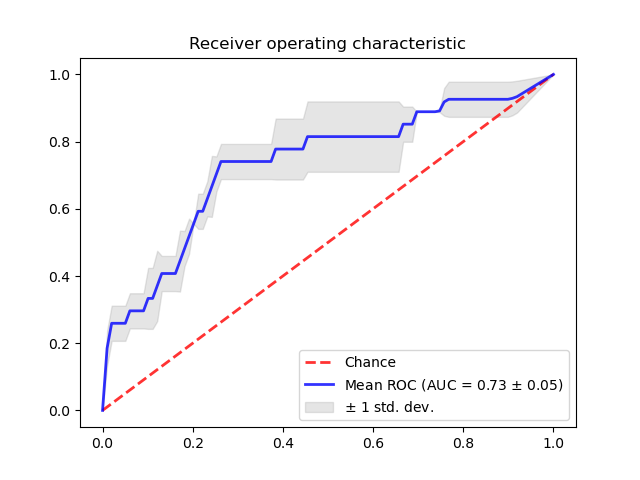 Receiver operating characteristic
1.0
0.8
0.6
0.4
0.2
0.0
0.0 0.2 0.4 0.6 0.8 1.0
Chance
Mean ROC (AUC = 0.73 ± 0.05)
± 1 std. dev.